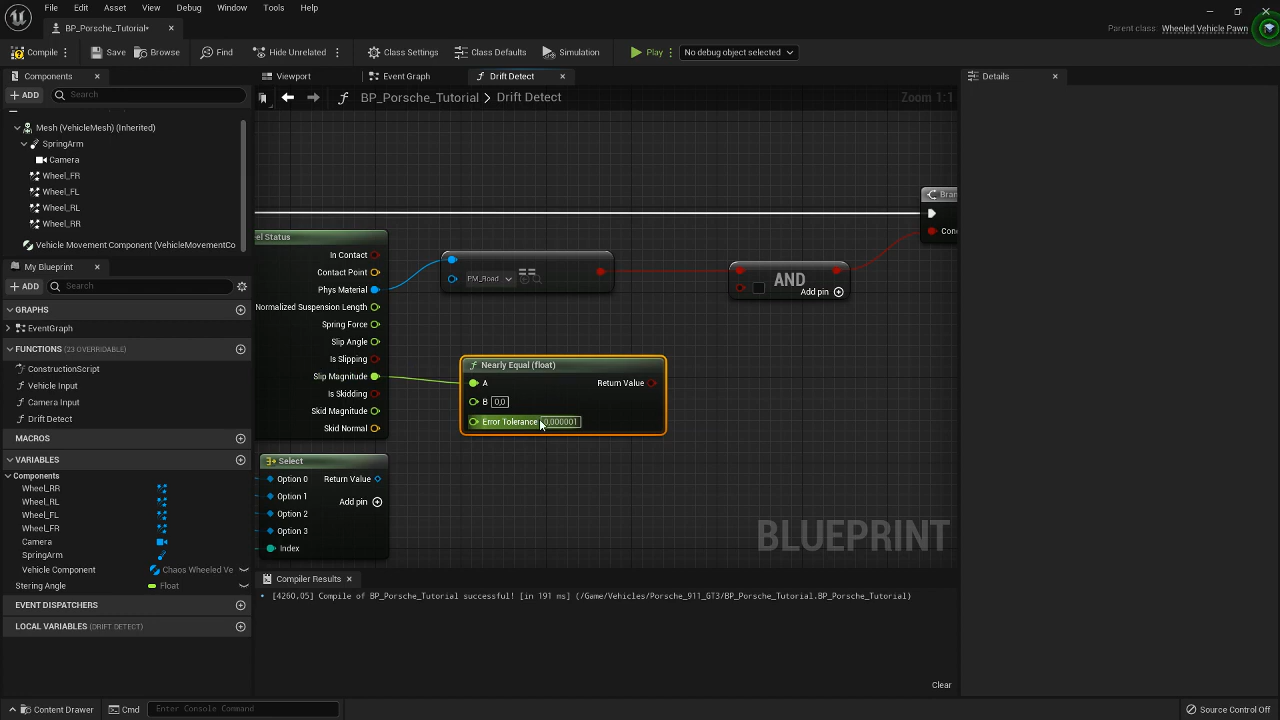 File Edit Asset View Debug Window Tools Help
BP_Porsche_Tutorial*
Parent class: Wheeled Vehicle Pawn
Compile Save Browse Find Hide Unrelated Class Settings Class Defaults Simulation Play No debug object selected
Components
Viewport Event Graph Drift Detect
Details
ADD Search
BP_Porsche_Tutorial > Drift Detect
Zoom 1:1
Mesh (VehicleMesh) (Inherited)
SpringArm
Camera
Wheel_FR
Wheel_FL
Wheel_RL
Wheel_RR
Vehicle Movement Component (VehicleMovementCo
My Blueprint
ADD Search
GRAPHS
EventGraph
FUNCTIONS (23 OVERRIDABLE)
ConstructionScript
Vehicle Input
Camera Input
Drift Detect
MACROS
VARIABLES
Components
Wheel_RR
Wheel_RL
Wheel_FL
Wheel_FR
Camera
SpringArm
Vehicle Component Chaos Wheeled Ve
Stering Angle Float
EVENT DISPATCHERS
LOCAL VARIABLES (DRIFT DETECT)
eel Status
In Contact
Contact Point
Phys Material
Normalized Suspension Length
Spring Force
Slip Angle
Is Slipping
Slip Magnitude
Is Skidding
Skid Magnitude
Skid Normal
PM_Road ==
AND
Add pin
Bran
Con
Nearly Equal (float)
A Return Value
B 0,0
Error Tolerance 0,000001
Select
Option 0 Return Value
Option 1
Add pin
Option 2
Option 3
Index
BLUEPRINT
Compiler Results
[4260,05] Compile of BP_Porsche_Tutorial successful! [in 191 ms] (/Game/Vehicles/Porsche_911_GT3/BP_Porsche_Tutorial.BP_Porsche_Tutorial)
Clear
Content Drawer Cmd Enter Console Command
Source Control Off